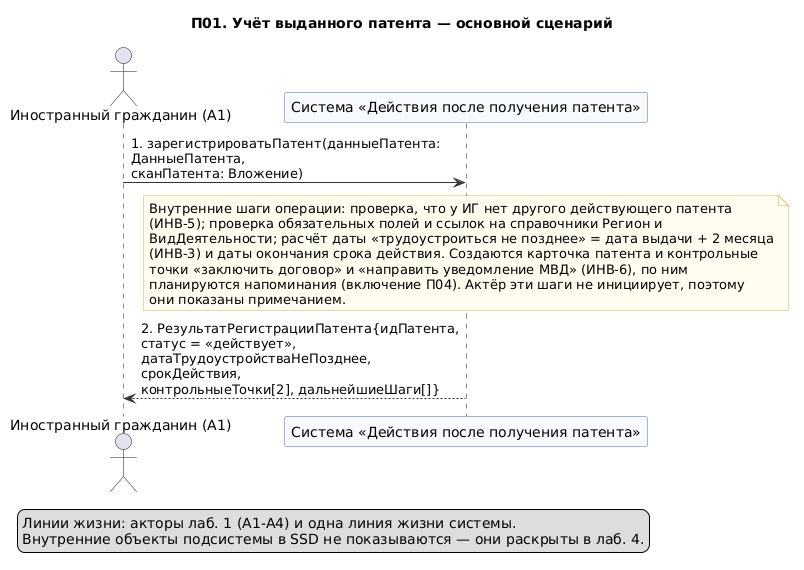 П01. Учёт выданного патента — основной сценарий
Иностранный гражданин (А1)
Система «Действия после получения патента»
1. зарегистрироватьПатент(данныеПатента:
ДанныеПатента,
сканПатента: Вложение)
Внутренние шаги операции: проверка, что у ИГ нет другого действующего патента
(ИНВ-5); проверка обязательных полей и ссылок на справочники Регион и
ВидДеятельности; расчёт даты «трудоустроиться не позднее» = дата выдачи + 2 месяца
(ИНВ-3) и даты окончания срока действия. Создаются карточка патента и контрольные
точки «заключить договор» и «направить уведомление МВД» (ИНВ-6), по ним
планируются напоминания (включение П04). Актёр эти шаги не инициирует, поэтому
они показаны примечанием.
2. РезультатРегистрацииПатента{идПатента,
статус = «действует»,
датаТрудоустройстваНеПозднее,
срокДействия,
контрольныеТочки[2], дальнейшиеШаги[]}
Иностранный гражданин (А1)
Система «Действия после получения патента»
Линии жизни: акторы лаб. 1 (А1-А4) и одна линия жизни системы.
Внутренние объекты подсистемы в SSD не показываются — они раскрыты в лаб. 4.